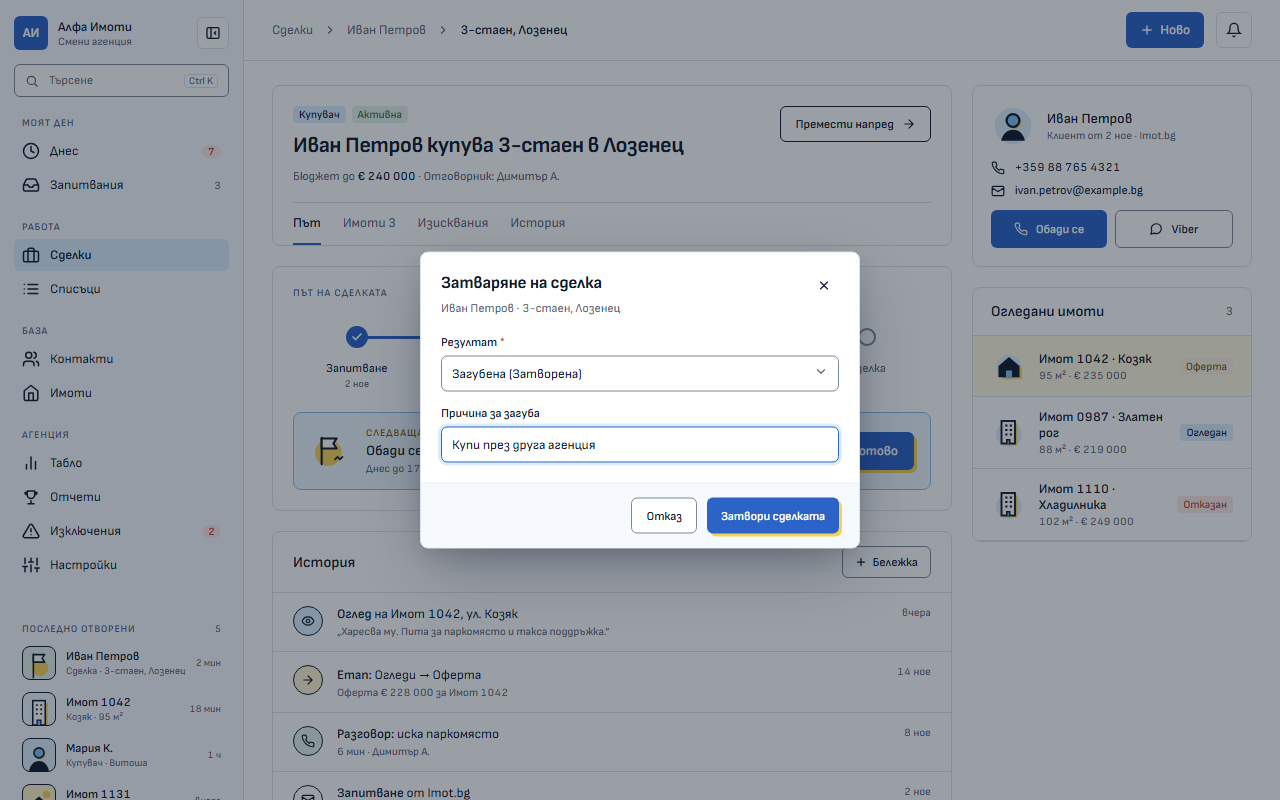 АИ
Алфа Имоти
Смени агенция
Търсене
Ctrl K
МОЯТ ДЕН
Днес
7
Запитвания
3
РАБОТА
Сделки
Списъци
БАЗА
Контакти
Имоти
АГЕНЦИЯ
Табло
Отчети
Изключения
2
Настройки
ПОСЛЕДНО ОТВОРЕНИ
5
Иван Петров
Сделка · 3-стаен, Лозенец
2 мин
Имот 1042
Козяк · 95 м²
18 мин
Мария К.
Купувач · Витоша
1 ч
Имот 1131
Сделки
Иван Петров
3-стаен, Лозенец
Ново
Купувач
Активна
Иван Петров купува 3-стаен в Лозенец
Бюджет до € 240 000 · Отговорник: Димитър А.
Премести напред
Път
Имоти 3
Изисквания
История
ПЪТ НА СДЕЛКАТА
Запитване
2 ное
Затваряне на сделка
Иван Петров · 3-стаен, Лозенец
Резултат *
Загубена (Затворена)
Причина за загуба
Купи през друга агенция
Отказ
Затвори сделката
История
Бележка
Оглед на Имот 1042, ул. Козяк
„Харесва му. Пита за паркомясто и такса поддръжка.“
вчера
Етап: Огледи → Оферта
Оферта € 228 000 за Имот 1042
14 ное
Разговор: иска паркомясто
6 мин · Димитър А.
8 ное
Запитване от Imot.bg
2 ное
Иван Петров
Клиент от 2 ное · Imot.bg
+359 88 765 4321
ivan.petrov@example.bg
Обади се
Viber
Огледани имоти
3
Имот 1042 · Козяк
95 м² · € 235 000
Оферта
Имот 0987 · Златен
рог
88 м² · € 219 000
Огледан
Имот 1110 ·
Хладилника
102 м² · € 249 000
Отказан